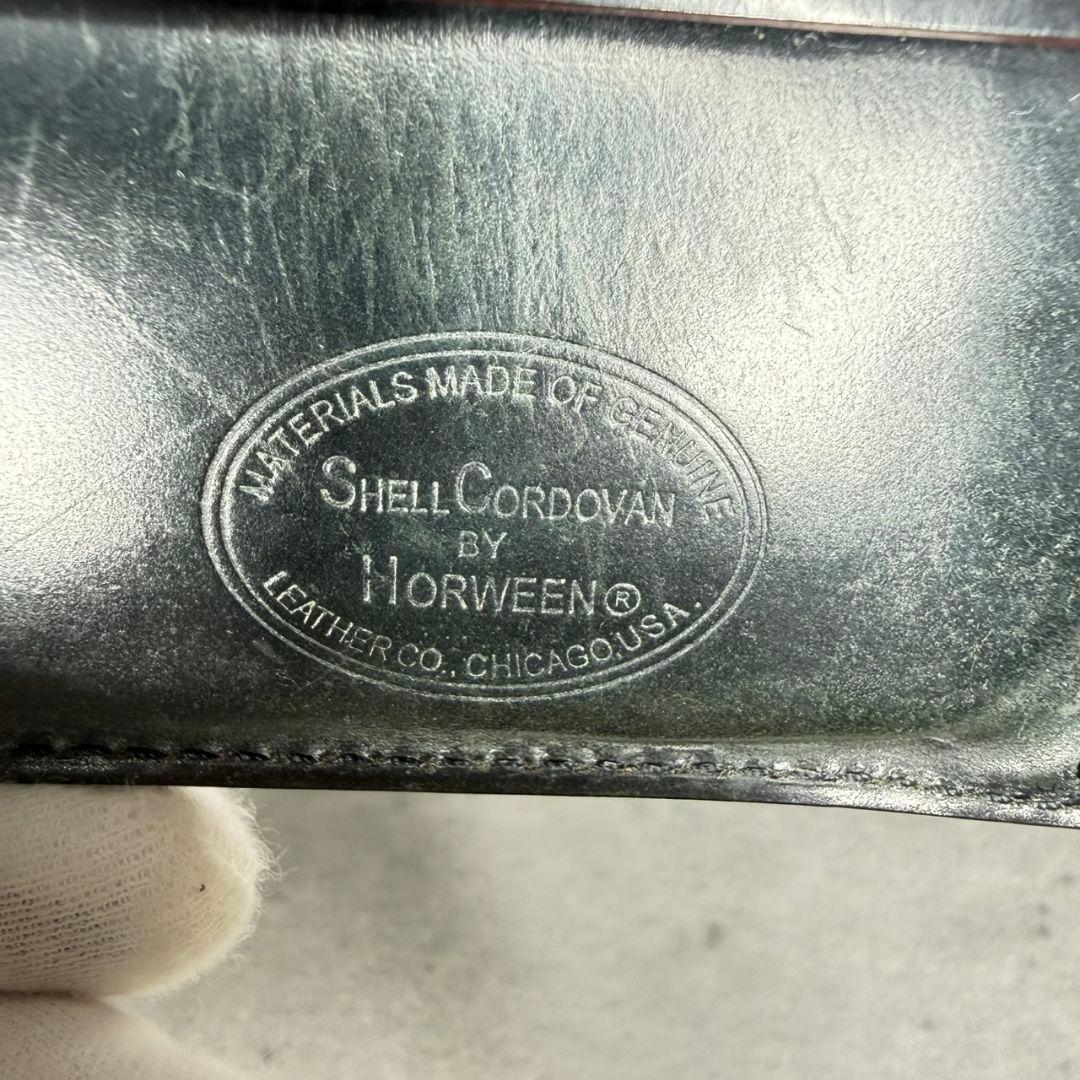 MATERIALS MADE OF GENUINE
SHELL CORDOVAN
BY
HORWEEN®
LEATHER CO., CHICAGO, USA.